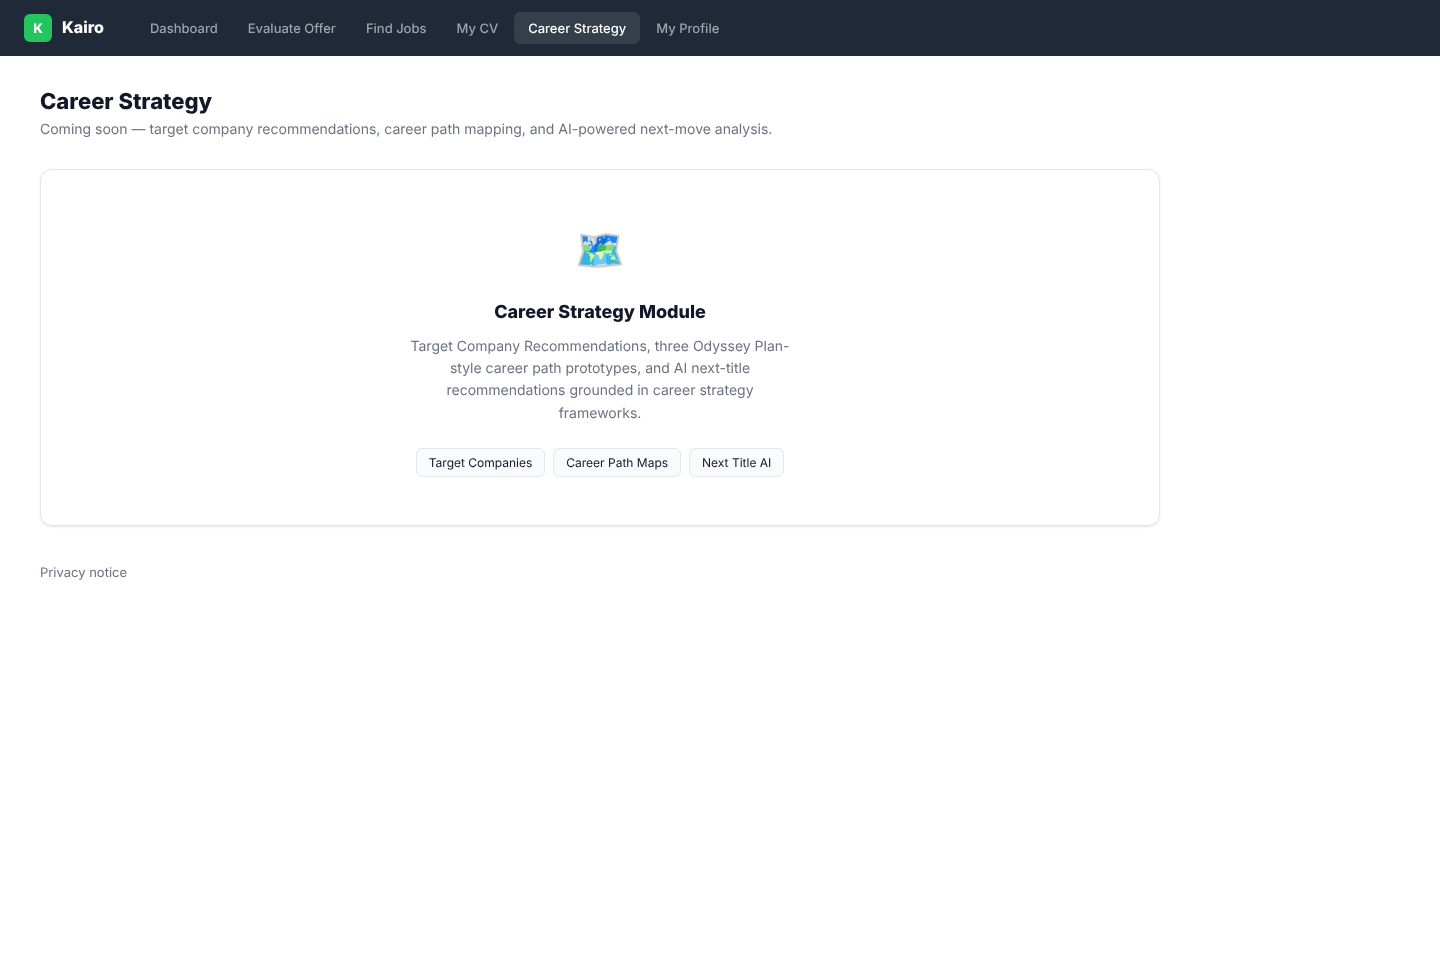 K Kairo Dashboard Evaluate Offer Find Jobs My CV Career Strategy My Profile
Career Strategy
Coming soon — target company recommendations, career path mapping, and AI-powered next-move analysis.
Career Strategy Module
Target Company Recommendations, three Odyssey Plan-
style career path prototypes, and AI next-title
recommendations grounded in career strategy
frameworks.
Target Companies Career Path Maps Next Title AI
Privacy notice